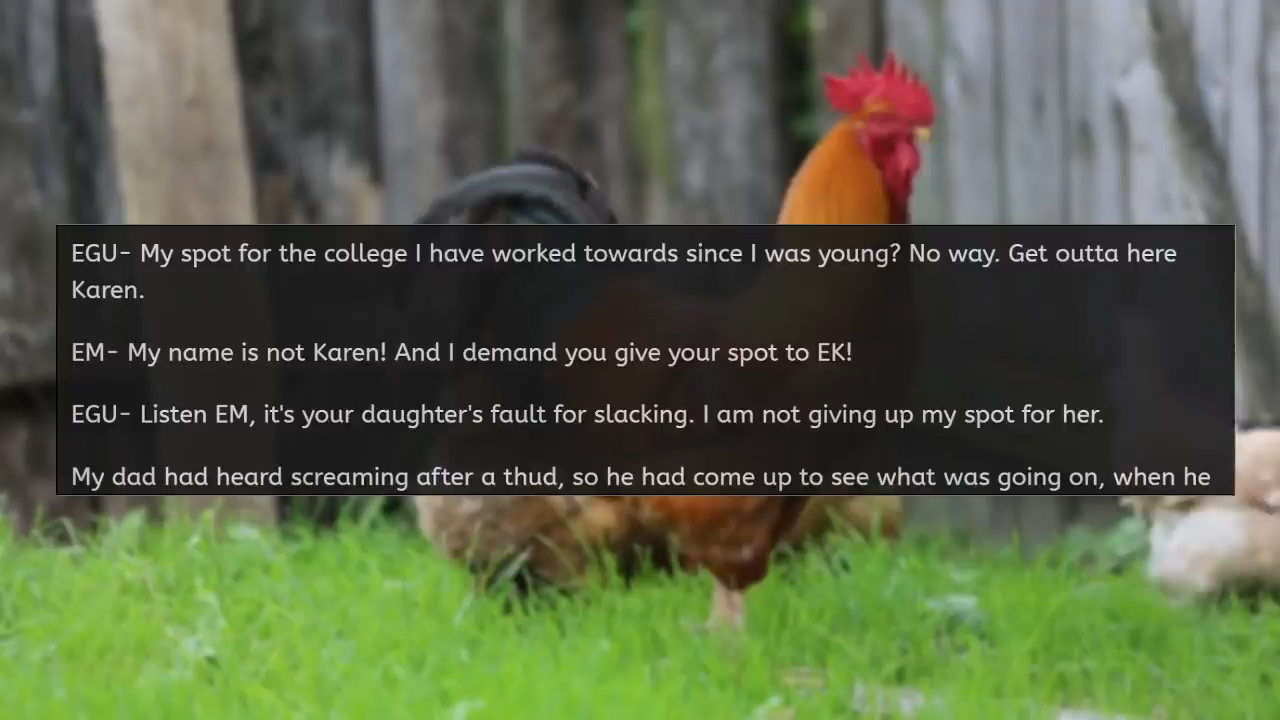 EGU- My spot for the college I have worked towards since I was young? No way. Get outta here
Karen.
EM- My name is not Karen! And I demand you give your spot to EK!
EGU- Listen EM, it's your daughter's fault for slacking. I am not giving up my spot for her.
My dad had heard screaming after a thud, so he had come up to see what was going on, when he